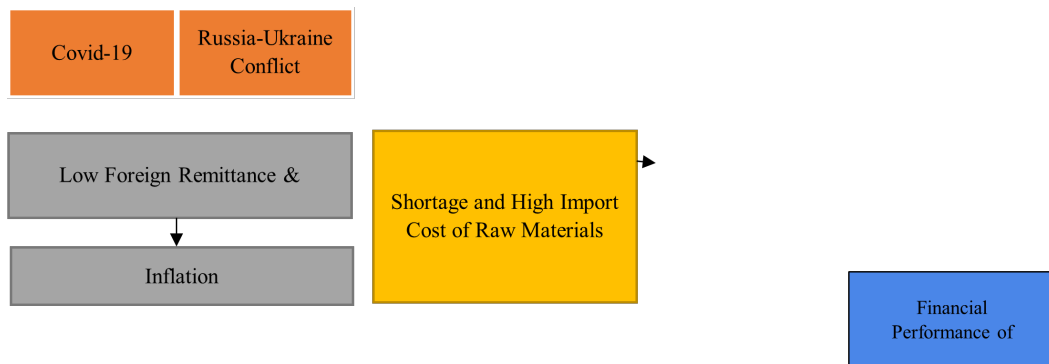 Covid-19
Russia-Ukraine
Conflict
Low Foreign Remittance &
Inflation
Shortage and High Import
Cost of Raw Materials
Financial
Performance of